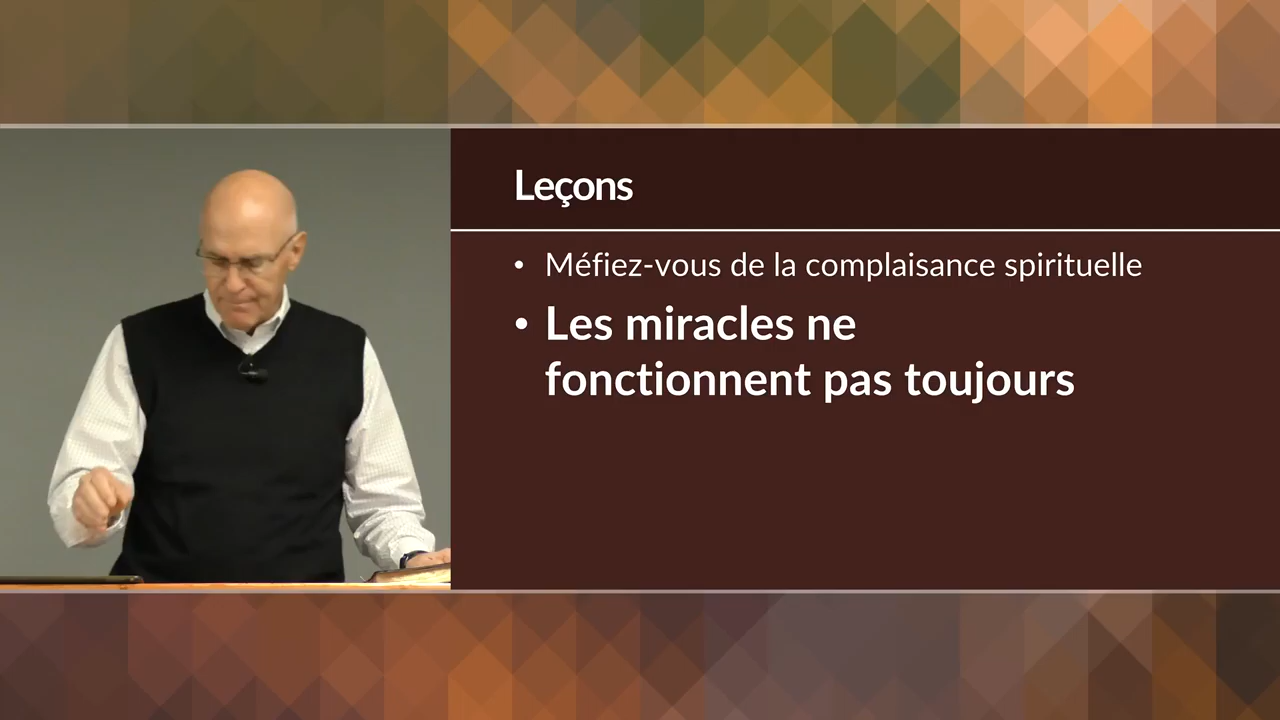 Leçons
• Méfiez-vous de la complaisance spirituelle
• Les miracles ne
fonctionnent pas toujours